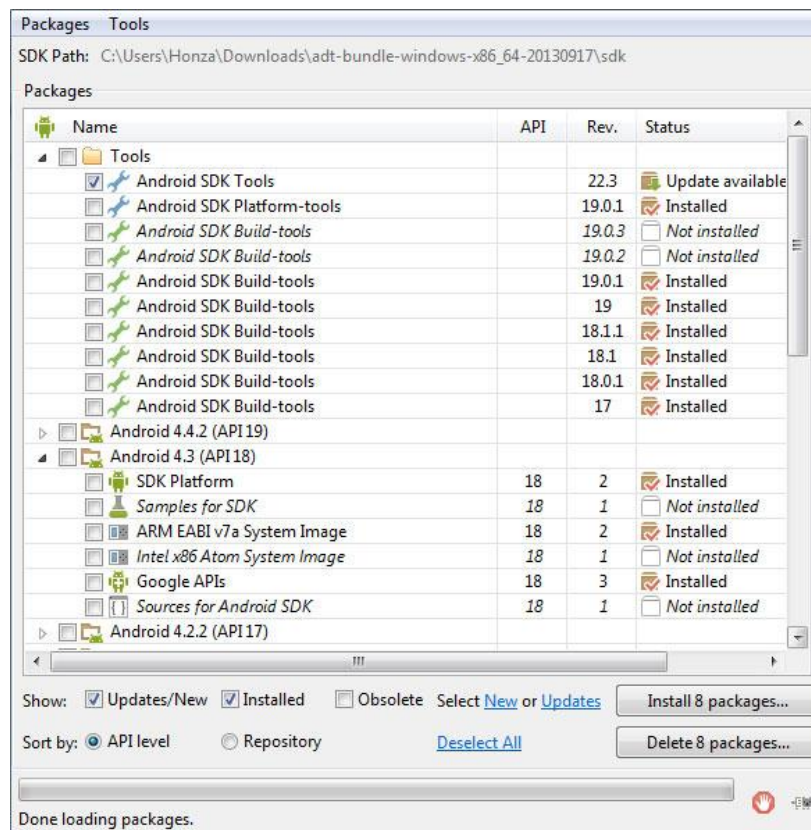 Packages Tools
SDK Path: C:\Users\Honza\Downloads\adt-bundle-windows-x86_64-20130917\sdk
Packages
Name API Rev. Status
Tools
Android SDK Tools 22.3 Update available
Android SDK Platform-tools 19.0.1 Installed
Android SDK Build-tools 19.0.3 Not installed
Android SDK Build-tools 19.0.2 Not installed
Android SDK Build-tools 19.0.1 Installed
Android SDK Build-tools 19 Installed
Android SDK Build-tools 18.1.1 Installed
Android SDK Build-tools 18.1 Installed
Android SDK Build-tools 18.0.1 Installed
Android SDK Build-tools 17 Installed
Android 4.4.2 (API 19)
Android 4.3 (API 18)
SDK Platform 18 2 Installed
Samples for SDK 18 1 Not installed
ARM EABI v7a System Image 18 2 Installed
Intel x86 Atom System Image 18 1 Not installed
Google APIs 18 3 Installed
Sources for Android SDK 18 1 Not installed
Android 4.2.2 (API 17)
Show: Updates/New Installed Obsolete Select New or Updates Install 8 packages...
Sort by: API level Repository Deselect All Delete 8 packages...
Done loading packages.